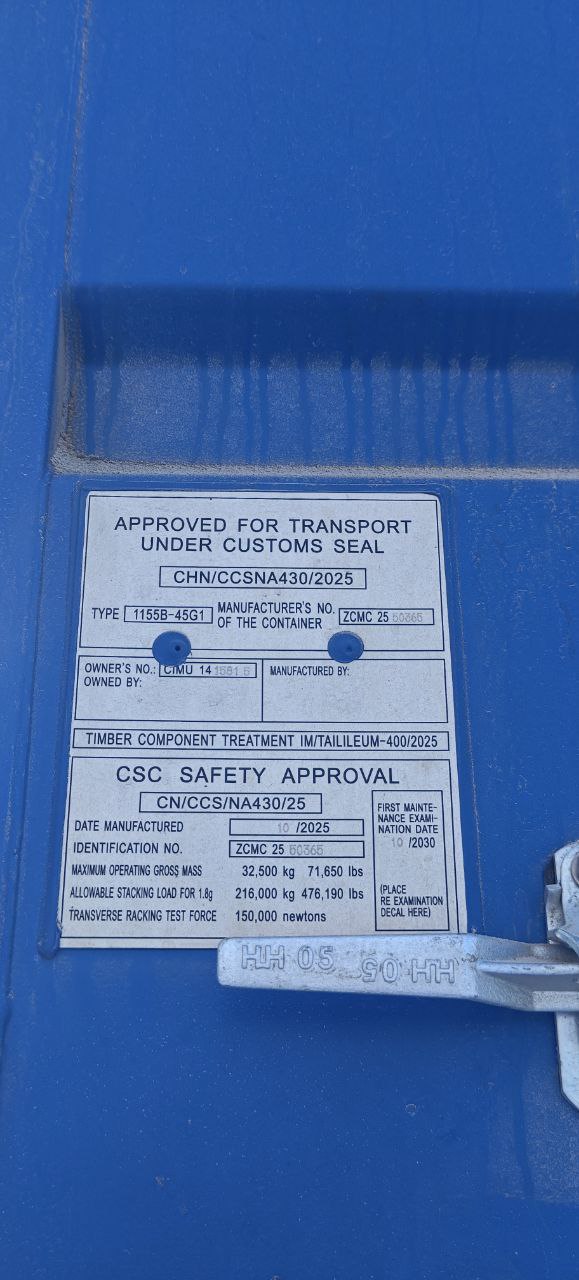 APPROVED FOR TRANSPORT
UNDER CUSTOMS SEAL
CHN/CCSNA430/2025
TYPE 1155B-45G1 MANUFACTURER'S NO.
OF THE CONTAINER ZCMC 25 50365
OWNER'S NO.: CIMU 14
OWNED BY:
MANUFACTURED BY:
TIMBER COMPONENT TREATMENT IM/TAILILEUM-400/2025
CSC SAFETY APPROVAL
CN/CCS/NA430/25
DATE MANUFACTURED 10 /2025
IDENTIFICATION NO. ZCMC 25 50365
MAXIMUM OPERATING GROSS MASS 32,500 kg 71,650 lbs
ALLOWABLE STACKING LOAD FOR 1.8g 216,000 kg 476,190 lbs
TRANSVERSE RACKING TEST FORCE 150,000 newtons
FIRST MAINTE-
NANCE EXAMI-
NATION DATE
10 /2030
(PLACE
RE EXAMINATION
DECAL HERE)
HH 05 50 HH